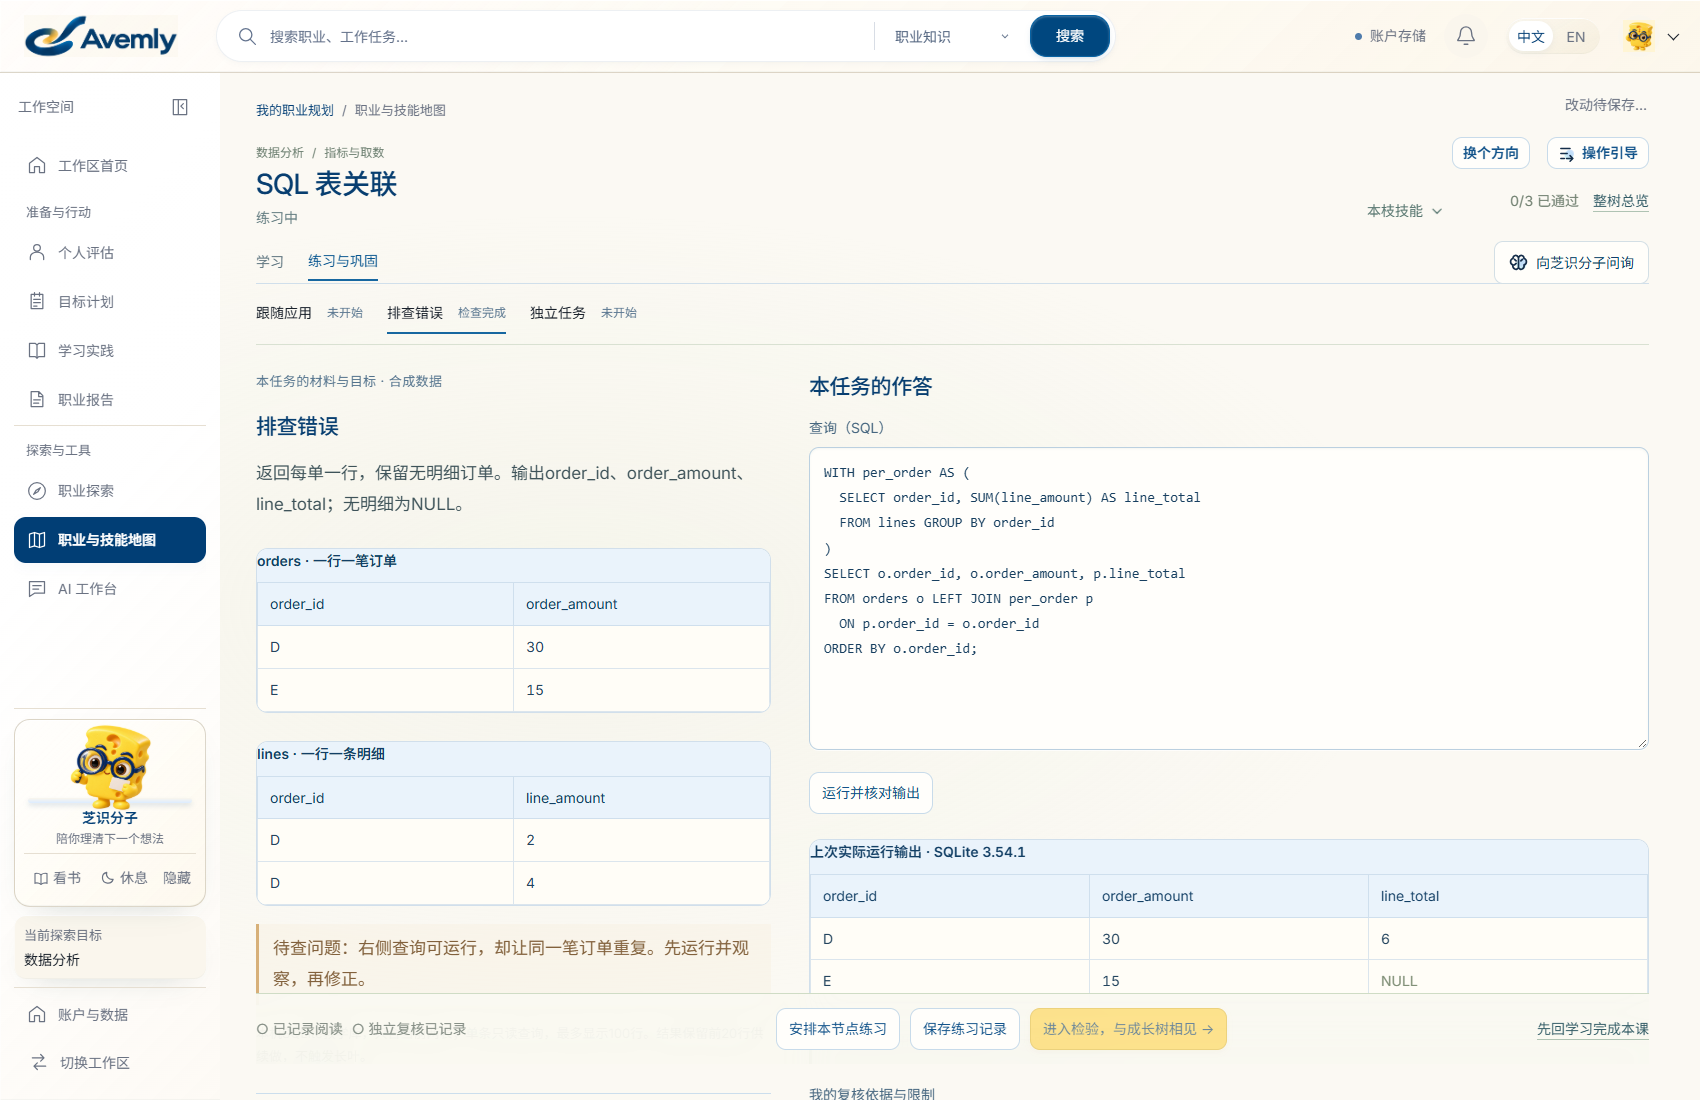 Avemly
搜索职业、工作任务...
职业知识
搜索
账户存储
中文
EN
工作空间
工作区首页
准备与行动
个人评估
目标计划
学习实践
职业报告
探索与工具
职业探索
职业与技能地图
AI 工作台
芝识分子
陪你理清下一个想法
看书
休息
隐藏
当前探索目标
数据分析
账户与数据
切换工作区
我的职业规划 / 职业与技能地图
改动待保存...
数据分析 / 指标与取数
换个方向
操作引导
SQL 表关联
练习中
本枝技能
0/3 已通过
整树总览
学习
练习与巩固
向芝识分子问询
跟随应用 未开始
排查错误 检查完成
独立任务 未开始
本任务的材料与目标 · 合成数据
排查错误
返回每单一行，保留无明细订单。输出order_id、order_amount、
line_total；无明细为NULL。
orders · 一行一笔订单
order_id order_amount
D 30
E 15
lines · 一行一条明细
order_id line_amount
D 2
D 4
待查问题：右侧查询可运行，却让同一笔订单重复。先运行并观
察，再修正。
本任务的作答
查询（SQL）
WITH per_order AS (
SELECT order_id, SUM(line_amount) AS line_total
FROM lines GROUP BY order_id
)
SELECT o.order_id, o.order_amount, p.line_total
FROM orders o LEFT JOIN per_order p
ON p.order_id = o.order_id
ORDER BY o.order_id;
运行并核对输出
上次实际运行输出 · SQLite 3.54.1
order_id order_amount line_total
D 30 6
E 15 NULL
已记录阅读
独立复核已记录
安排本节点练习
保存练习记录
进入检验，与成长树相见 →
先回学习完成本课
我的复核依据与限制